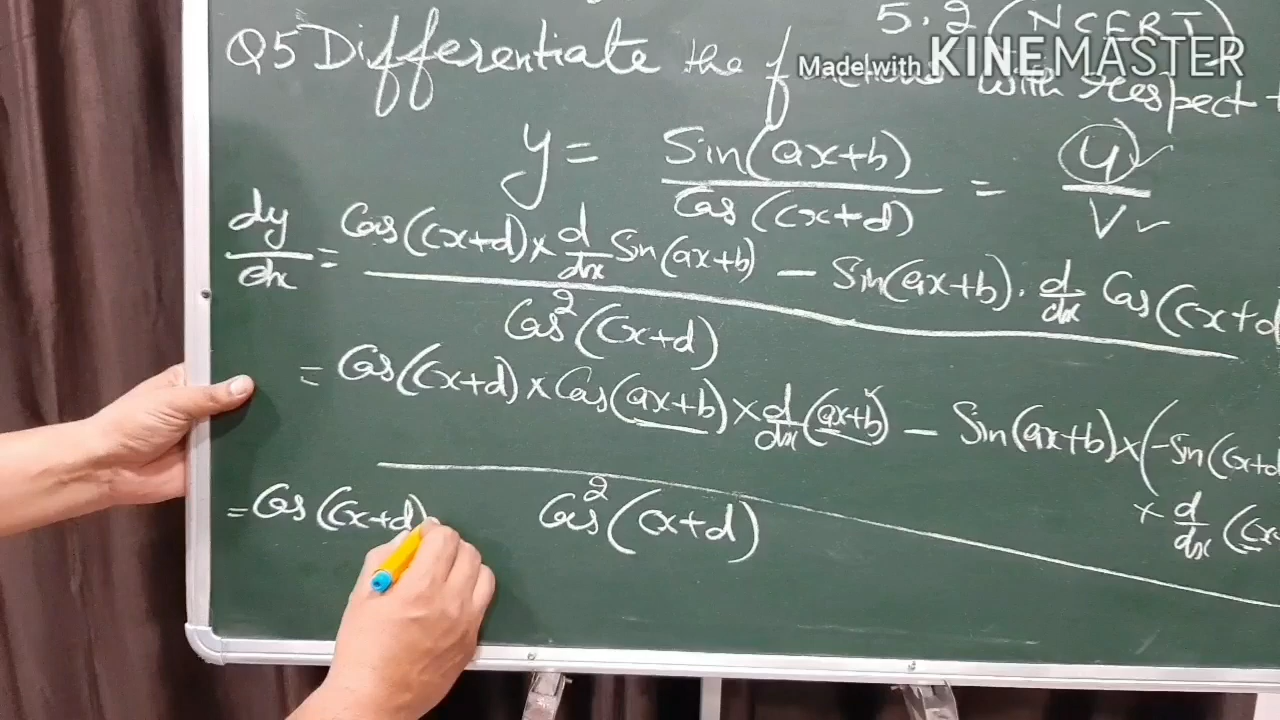 5.2 (NCERT)
Made with KINEMASTER
Q5 Differentiate the functions with respect
y = Sin(ax+b) / Cos(cx+d) = u / v
dy/dx = Cos(cx+d) × d/dx Sin(ax+b) - Sin(ax+b) . d/dx Cos(cx+d
Cos²(cx+d)
= Cos(cx+d) × Cos(ax+b) × d/dx (ax+b) - Sin(ax+b) × (-Sin(cx+d
× d/dx (cx
Cos²(cx+d)
= Cos(cx+d)